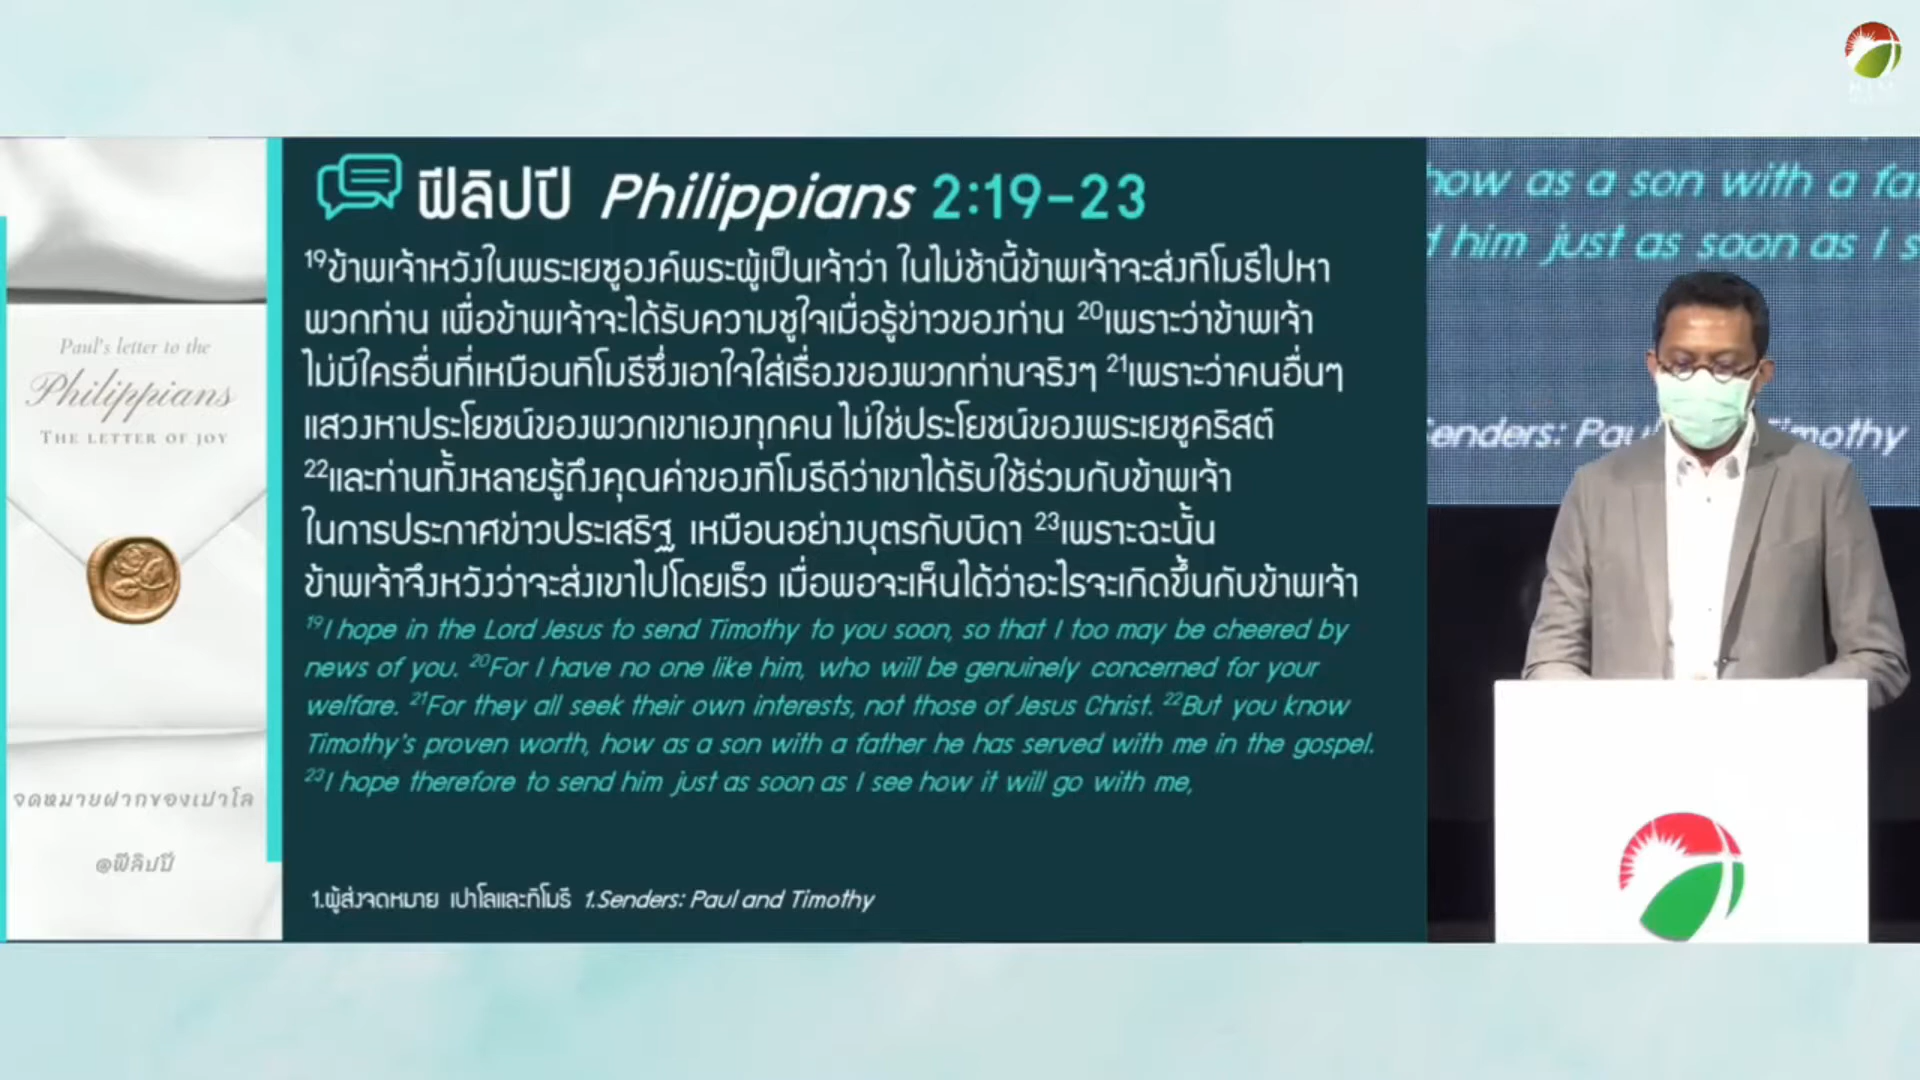 Paul's letter to the
Philippians
THE LETTER OF JOY
จดหมายฝากของเปาโล
@ฟีลิปปี
ฟีลิปปี Philippians 2:19-23
19ข้าพเจ้าหวังในพระเยซูองค์พระผู้เป็นเจ้าว่า ในไม่ช้านี้ข้าพเจ้าจะส่งทิโมธีไปหา
พวกท่าน เพื่อข้าพเจ้าจะได้รับความชูใจเมื่อรู้ข่าวของท่าน 20เพราะว่าข้าพเจ้า
ไม่มีใครอื่นที่เหมือนทิโมธีซึ่งเอาใจใส่เรื่องของพวกท่านจริงๆ 21เพราะว่าคนอื่นๆ
แสวงหาประโยชน์ของพวกเขาเองทุกคน ไม่ใช่ประโยชน์ของพระเยซูคริสต์
22และท่านทั้งหลายรู้ถึงคุณค่าของทิโมธีดีว่าเขาได้รับใช้ร่วมกับข้าพเจ้า
ในการประกาศข่าวประเสริฐ เหมือนอย่างบุตรกับบิดา 23เพราะฉะนั้น
ข้าพเจ้าจึงหวังว่าจะส่งเขาไปโดยเร็ว เมื่อพอจะเห็นได้ว่าอะไรจะเกิดขึ้นกับข้าพเจ้า
19I hope in the Lord Jesus to send Timothy to you soon, so that I too may be cheered by
news of you. 20For I have no one like him, who will be genuinely concerned for your
welfare. 21For they all seek their own interests, not those of Jesus Christ. 22But you know
Timothy's proven worth, how as a son with a father he has served with me in the gospel.
23I hope therefore to send him just as soon as I see how it will go with me,
1.ผู้ส่งจดหมาย เปาโลและทิโมธี 1.Senders: Paul and Timothy
how as a son with a fa
him just as soon as I s
Senders: Pau Timothy